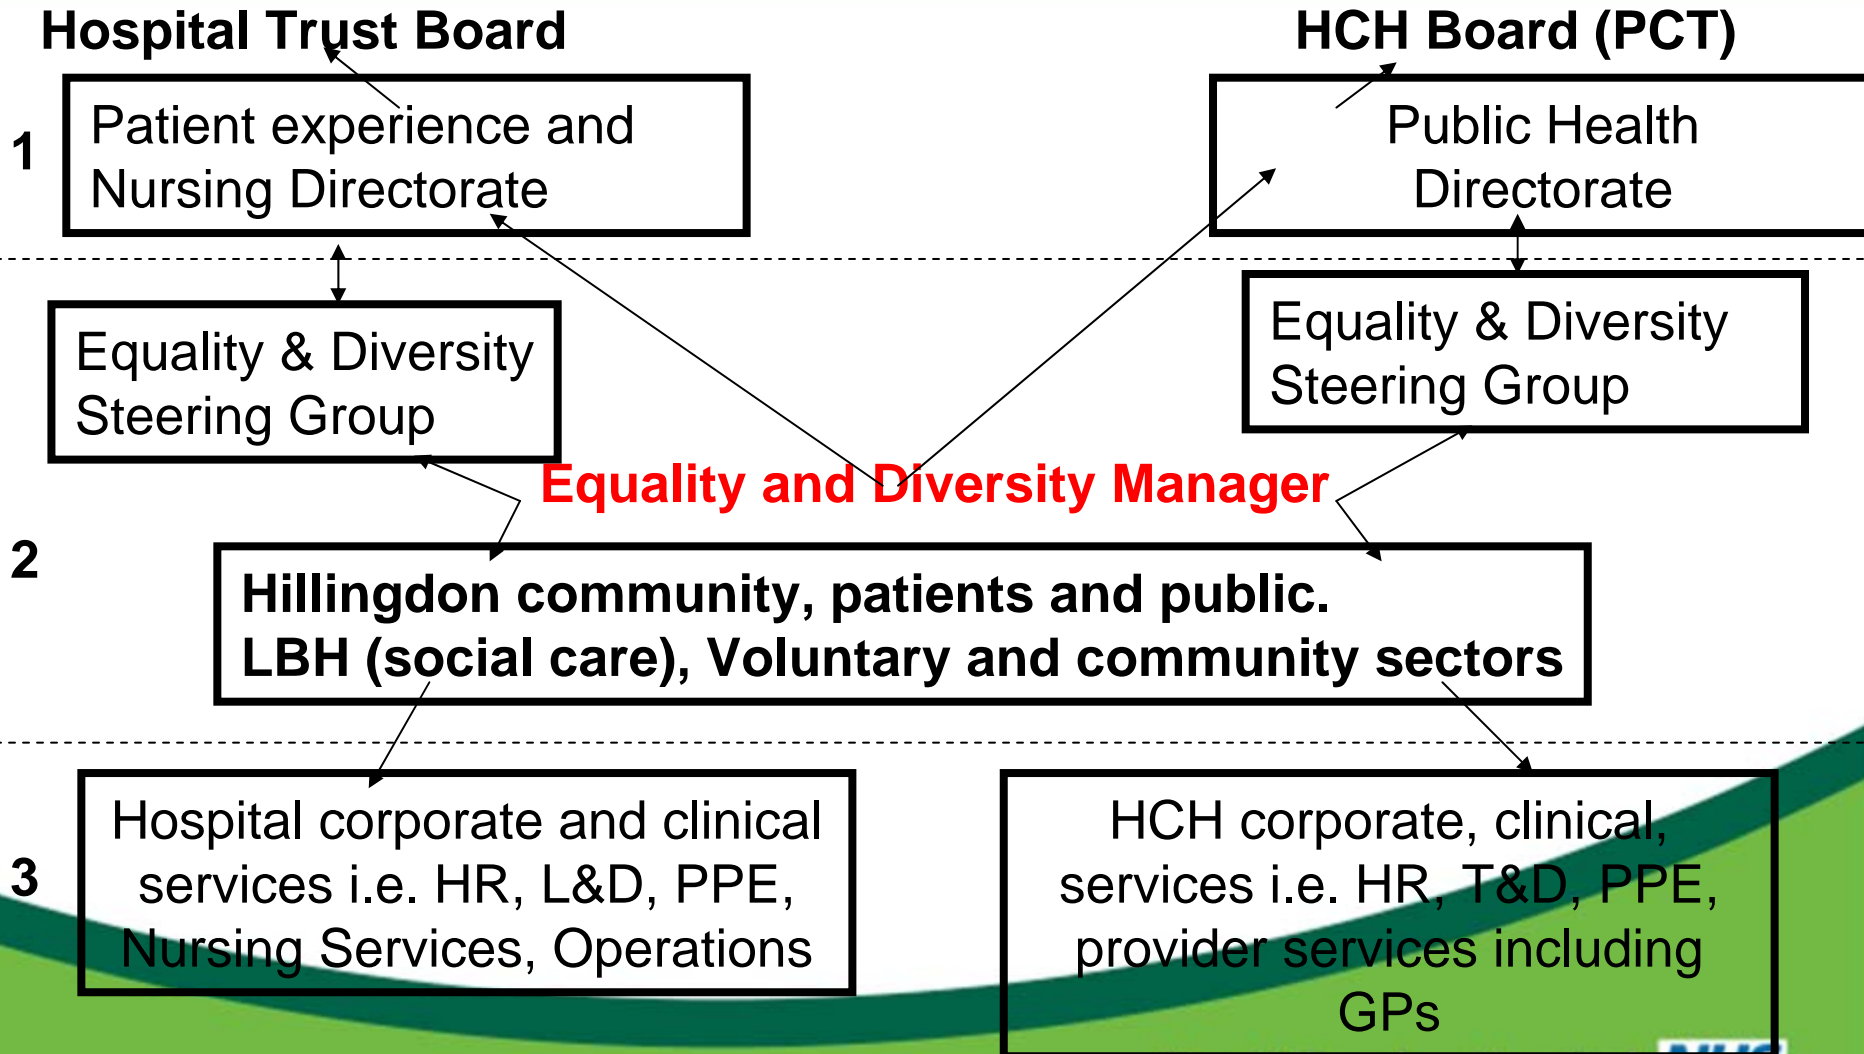 Hospital Trust Board
HCH Board (PCT)
1
Patient experience and
Nursing Directorate
Public Health
Directorate
Equality & Diversity
Steering Group
Equality & Diversity
Steering Group
Equality and Diversity Manager
2
Hillingdon community, patients and public.
LBH (social care), Voluntary and community sectors
3
Hospital corporate and clinical
services i.e. HR, L&D, PPE,
Nursing Services, Operations
HCH corporate, clinical,
services i.e. HR, T&D, PPE,
provider services including
GPs
NHS